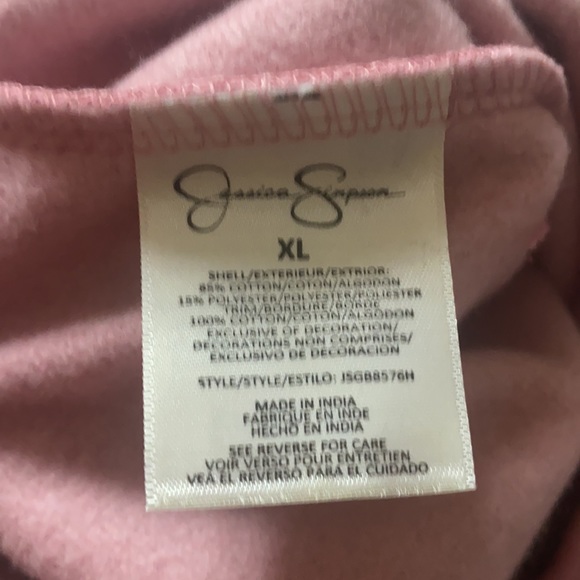 Jessica Simpson
XL
SHELL/EXTERIEUR/EXTRIOR:
85% COTTON/COTON/ALGODON
15% POLYESTER/POLYESTER/POLIESTER
TRIM/BORDURE/BORDE
100% COTTON/COTON/ALGODON
EXCLUSIVE OF DECORATION/
DECORATIONS NON COMPRISES/
EXCLUSIVO DE DECORACION
STYLE/STYLE/ESTILO: JSGB8576H
MADE IN INDIA
FABRIQUE EN INDE
HECHO EN INDIA
SEE REVERSE FOR CARE
VOIR VERSO POUR ENTRETIEN
VEA EL REVERSO PARA EL CUIDADO